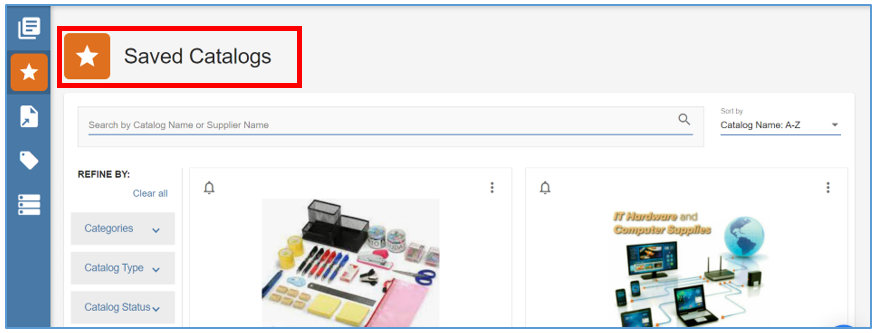 Saved Catalogs
Search by Catalog Name or Supplier Name
Sort by
Catalog Name: A-Z
REFINE BY:
Clear all
Categories
Catalog Type
Catalog Status
IT Hardware and
Computer Supplies